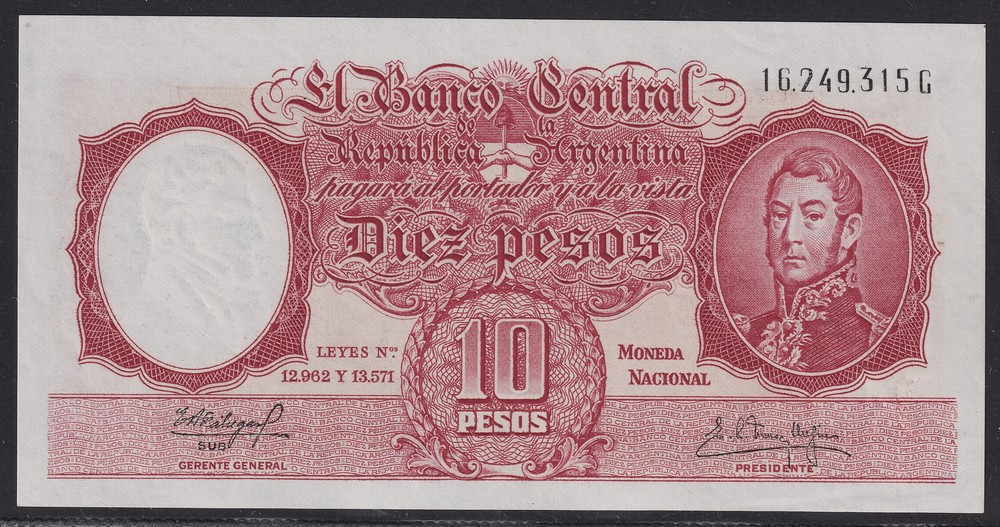 16.249.315 G
El Banco Central
de la
República Argentina
pagará al portador y a la vista
Diez pesos
LEYES Nos
12.962 Y 13.571
10
PESOS
MONEDA
NACIONAL
SUB
GERENTE GENERAL
PRESIDENTE